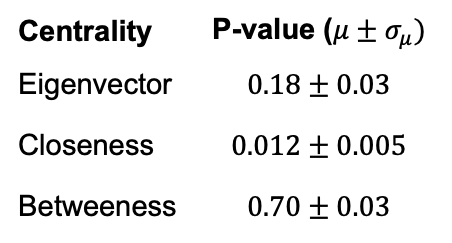 Centrality P-value (μ ± σμ)
Eigenvector 0.18 ± 0.03
Closeness 0.012 ± 0.005
Betweeness 0.70 ± 0.03